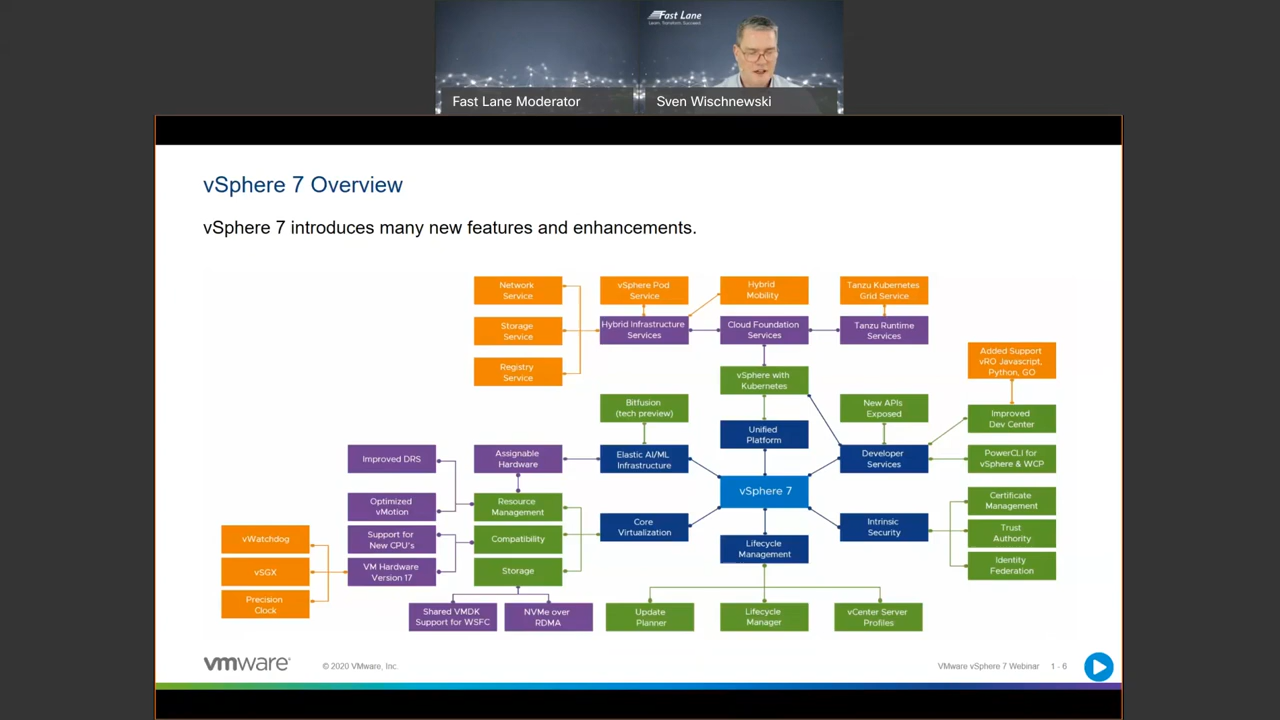 Fast Lane
Learn. Transform. Succeed.
Fast Lane Moderator
Sven Wischnewski
vSphere 7 Overview
vSphere 7 introduces many new features and enhancements.
Network
Service
vSphere Pod
Service
Hybrid
Mobility
Tanzu Kubernetes
Grid Service
Storage
Service
Hybrid Infrastructure
Services
Cloud Foundation
Services
Tanzu Runtime
Services
Registry
Service
vSphere with
Kubernetes
Added Support
vRO Javascript,
Python, GO
Bitfusion
(tech preview)
New APIs
Exposed
Improved
Dev Center
Unified
Platform
Improved DRS
Assignable
Hardware
Elastic AI/ML
Infrastructure
Developer
Services
PowerCLI for
vSphere & WCP
vSphere 7
Optimized
vMotion
Resource
Management
Certificate
Management
Core
Virtualization
Intrinsic
Security
Support for
New CPU's
Compatibility
Lifecycle
Management
Trust
Authority
vWatchdog
vSGX
VM Hardware
Version 17
Storage
Identity
Federation
Precision
Clock
Shared VMDK
Support for WSFC
NVMe over
RDMA
Update
Planner
Lifecycle
Manager
vCenter Server
Profiles
vmware®
© 2020 VMware, Inc.
VMware vSphere 7 Webinar
1 - 6